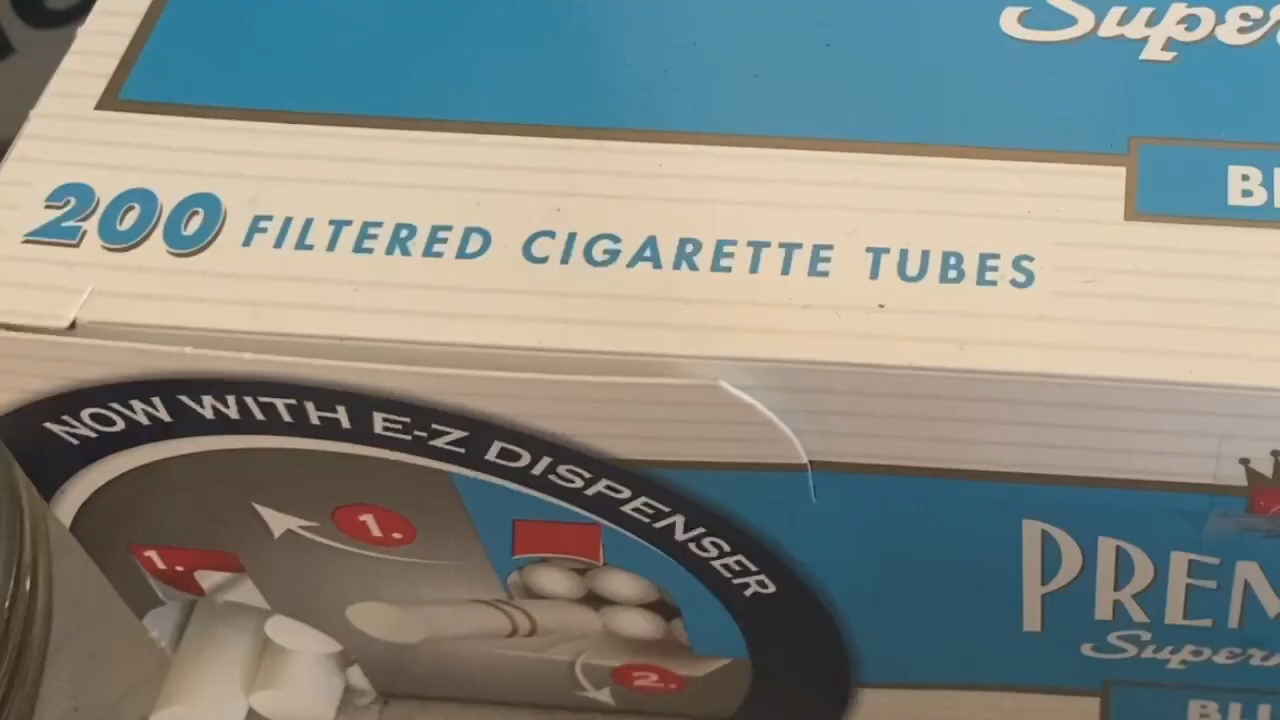 200 FILTERED CIGARETTE TUBES
NOW WITH E-Z DISPENSER
1.
1.
2.